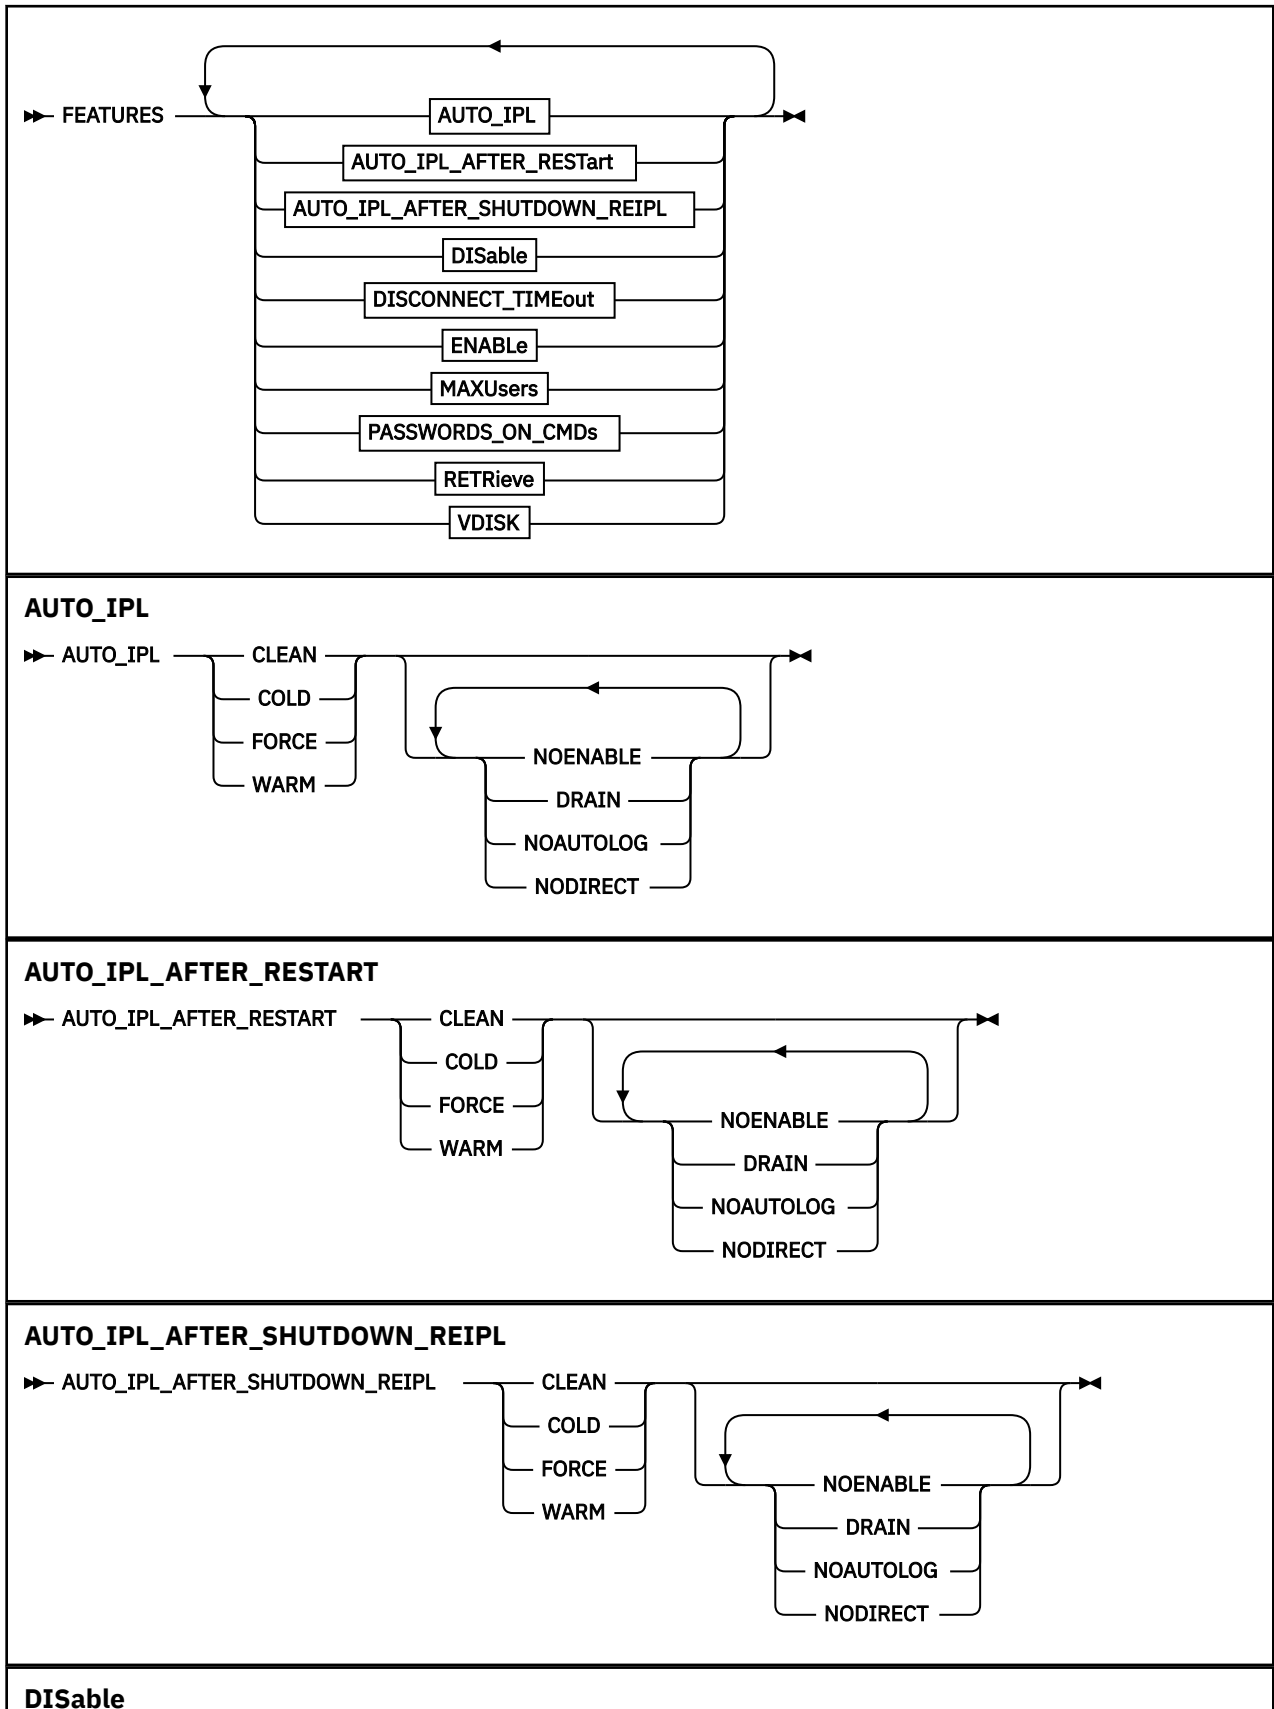 FEATURES
AUTO_IPL
AUTO_IPL_AFTER_RESTart
AUTO_IPL_AFTER_SHUTDOWN_REIPL
DISable
DISCONNECT_TIMEout
ENABLe
MAXUsers
PASSWORDS_ON_CMDs
RETRieve
VDISK
AUTO_IPL
AUTO_IPL
CLEAN
COLD
FORCE
WARM
NOENABLE
DRAIN
NOAUTOLOG
NODIRECT
AUTO_IPL_AFTER_RESTART
AUTO_IPL_AFTER_RESTART
CLEAN
COLD
FORCE
WARM
NOENABLE
DRAIN
NOAUTOLOG
NODIRECT
AUTO_IPL_AFTER_SHUTDOWN_REIPL
AUTO_IPL_AFTER_SHUTDOWN_REIPL
CLEAN
COLD
FORCE
WARM
NOENABLE
DRAIN
NOAUTOLOG
NODIRECT
DISable